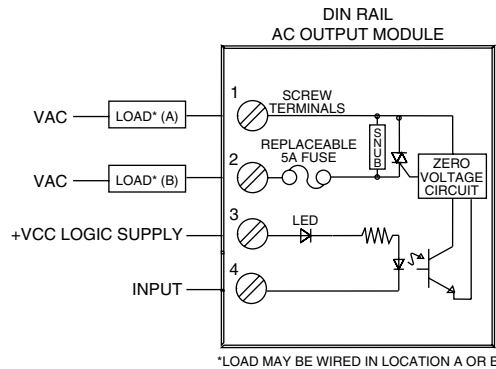 DIN RAIL
AC OUTPUT MODULE
1
SCREW
TERMINALS
VAC
LOAD* (A)
SNUB
REPLACEABLE
5A FUSE
2
ZERO
VOLTAGE
CIRCUIT
VAC
LOAD* (B)
3
LED
+VCC LOGIC SUPPLY
4
INPUT
*LOAD MAY BE WIRED IN LOCATION A OR B